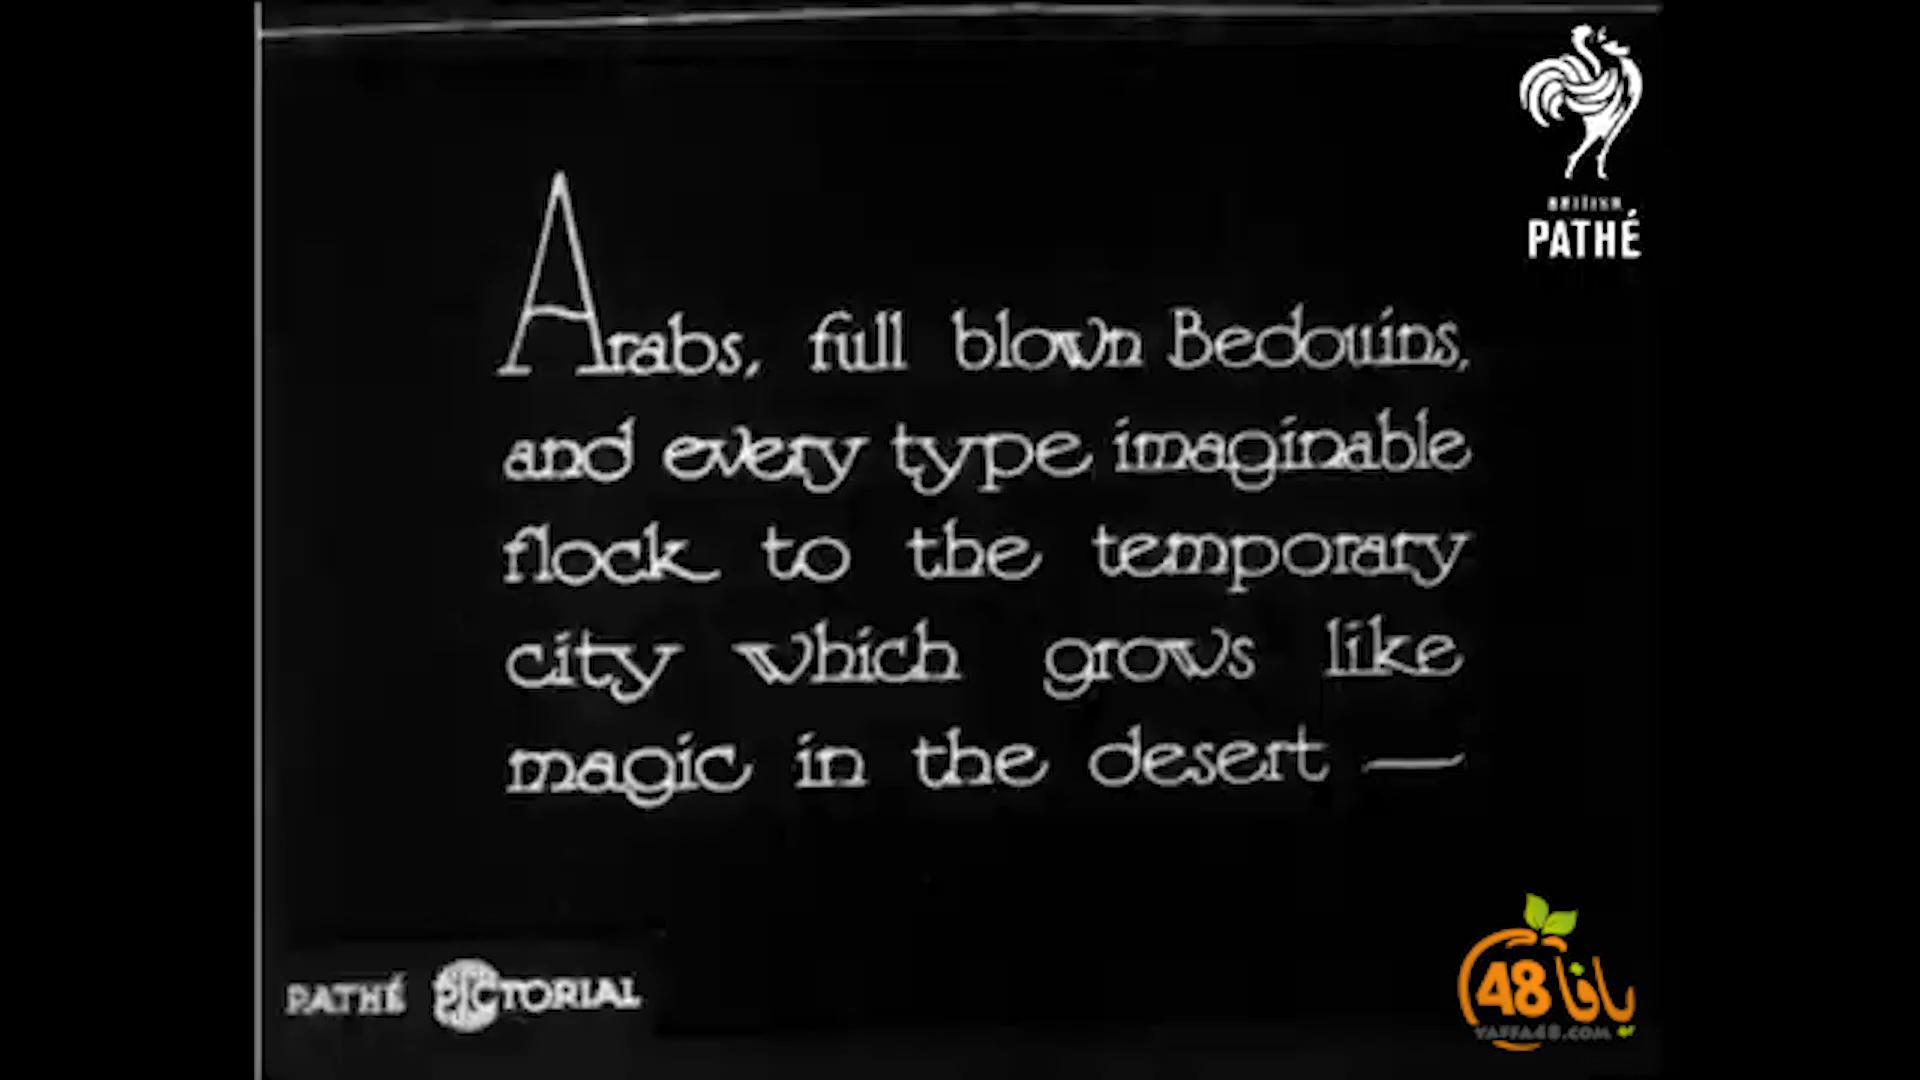 BRITISH
PATHÉ
Arabs, full blown Bedouins,
and every type imaginable
flock to the temporary
city which grows like
magic in the desert —
PATHÉ PICTORIAL
48 يافا
YAFFA48.COM